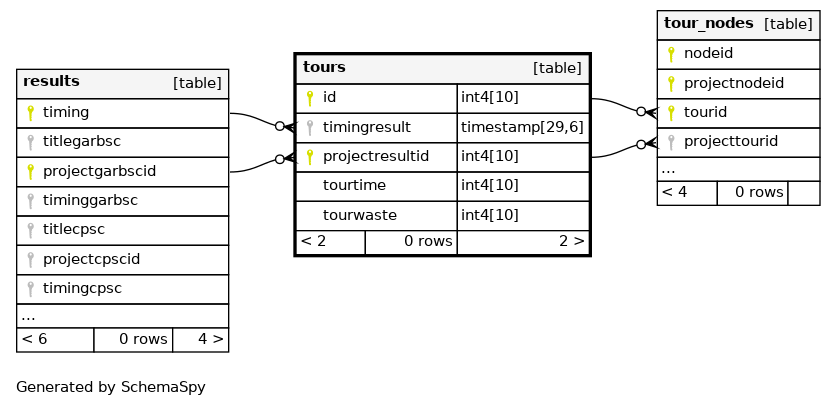 results [table]
timing
titlegarbsc
projectgarbscid
timinggarbsc
titlecpsc
projectcpscid
timingcpsc
...
< 6 0 rows 4 >
tours [table]
id int4[10]
timingresult timestamp[29,6]
projectresultid int4[10]
tourtime int4[10]
tourwaste int4[10]
< 2 0 rows 2 >
tour_nodes [table]
nodeid
projectnodeid
tourid
projecttourid
...
< 4 0 rows
Generated by SchemaSpy